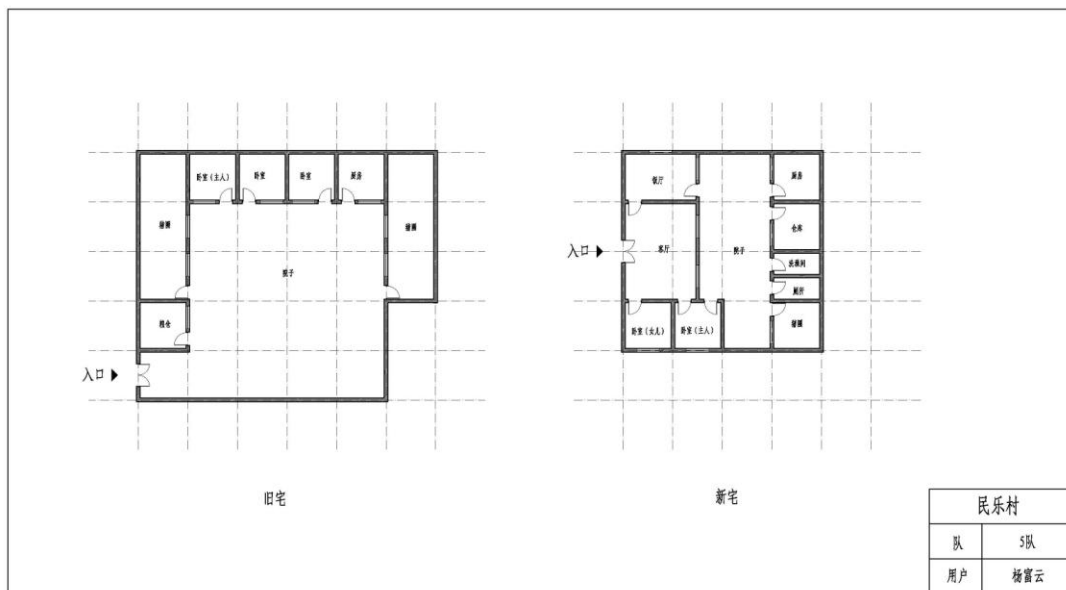 卧室（主人）
卧室
卧室
厨房
猪圈
猪圈
院子
粮仓
入口
旧宅
饭厅
厨房
仓库
客厅
院子
入口
洗澡间
厕所
猪圈
卧室（女儿）
卧室（主人）
新宅
民乐村
队 5队
用户 杨富云